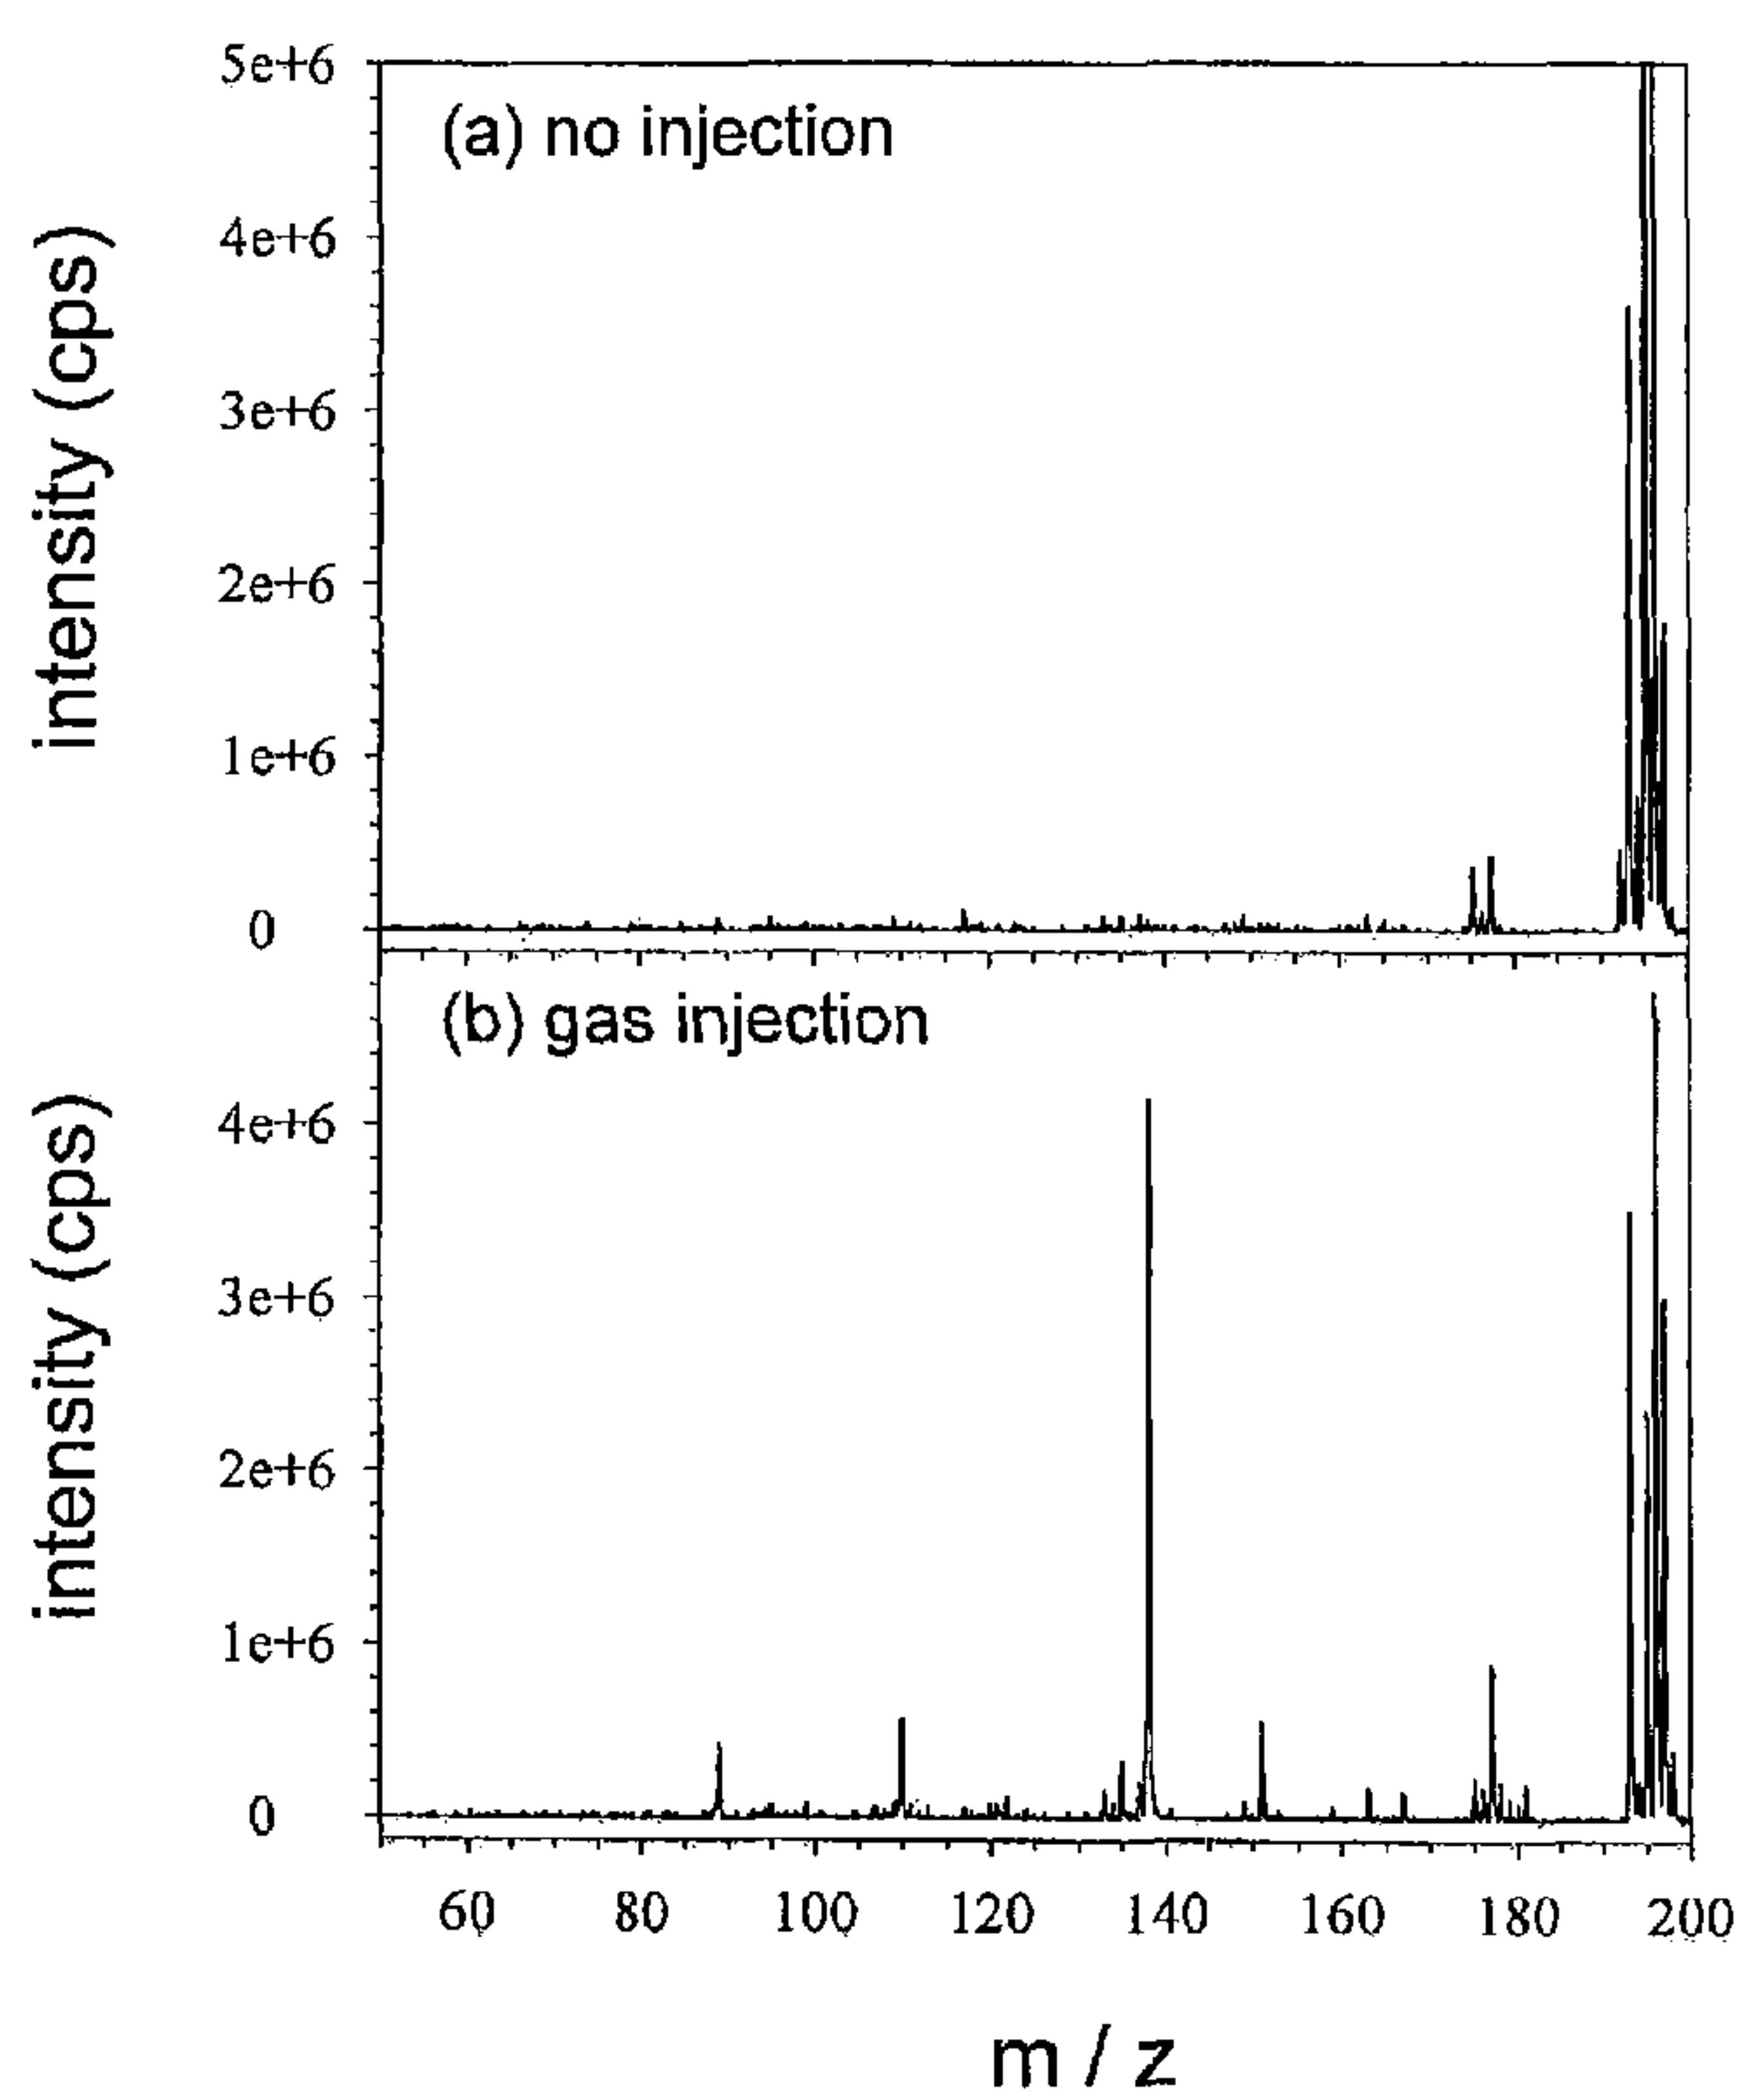 5e+6
(a) no injection
4e+6
3e+6
2e+6
1e+6
0
intensity (cps)
(b) gas injection
4e+6
3e+6
2e+6
1e+6
0
intensity (cps)
60 80 100 120 140 160 180 200
m / z